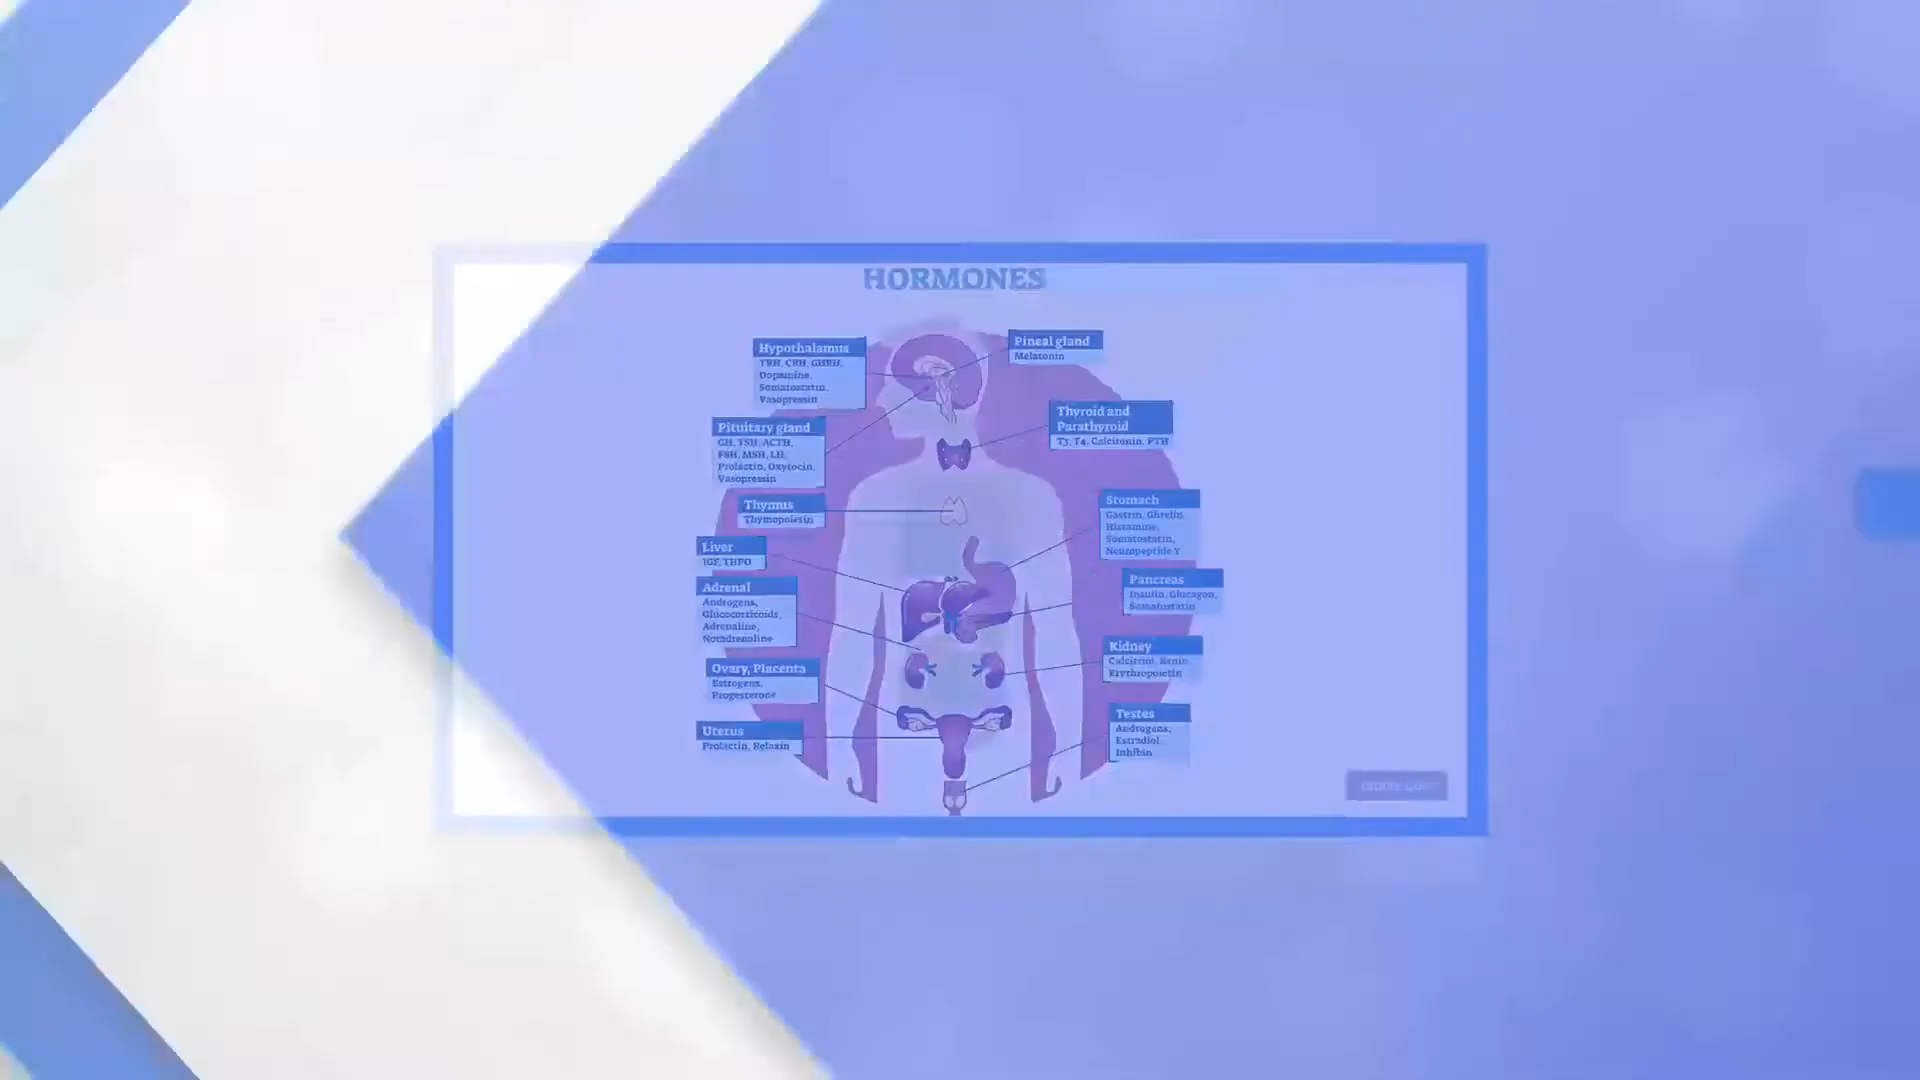 HORMONES
Hypothalamus
TRH, CRH, GHRH,
Dopamine,
Somatostatin,
Vasopressin
Pineal gland
Melatonin
Pituitary gland
GH, TSH, ACTH,
FSH, MSH, LH,
Prolactin, Oxytocin,
Vasopressin
Thyroid and
Parathyroid
T3, T4, Calcitonin, PTH
Thymus
Thymopoietin
Stomach
Gastrin, Ghrelin,
Histamine,
Somatostatin,
Neuropeptide Y
Liver
IGF, THPO
Adrenal
Androgens,
Glucocorticoids,
Adrenaline,
Noradrenaline
Pancreas
Insulin, Glucagon,
Somatostatin
Ovary, Placenta
Estrogens,
Progesterone
Kidney
Calcitriol, Renin,
Erythropoietin
Uterus
Prolactin, Relaxin
Testes
Androgens,
Estradiol,
Inhibin